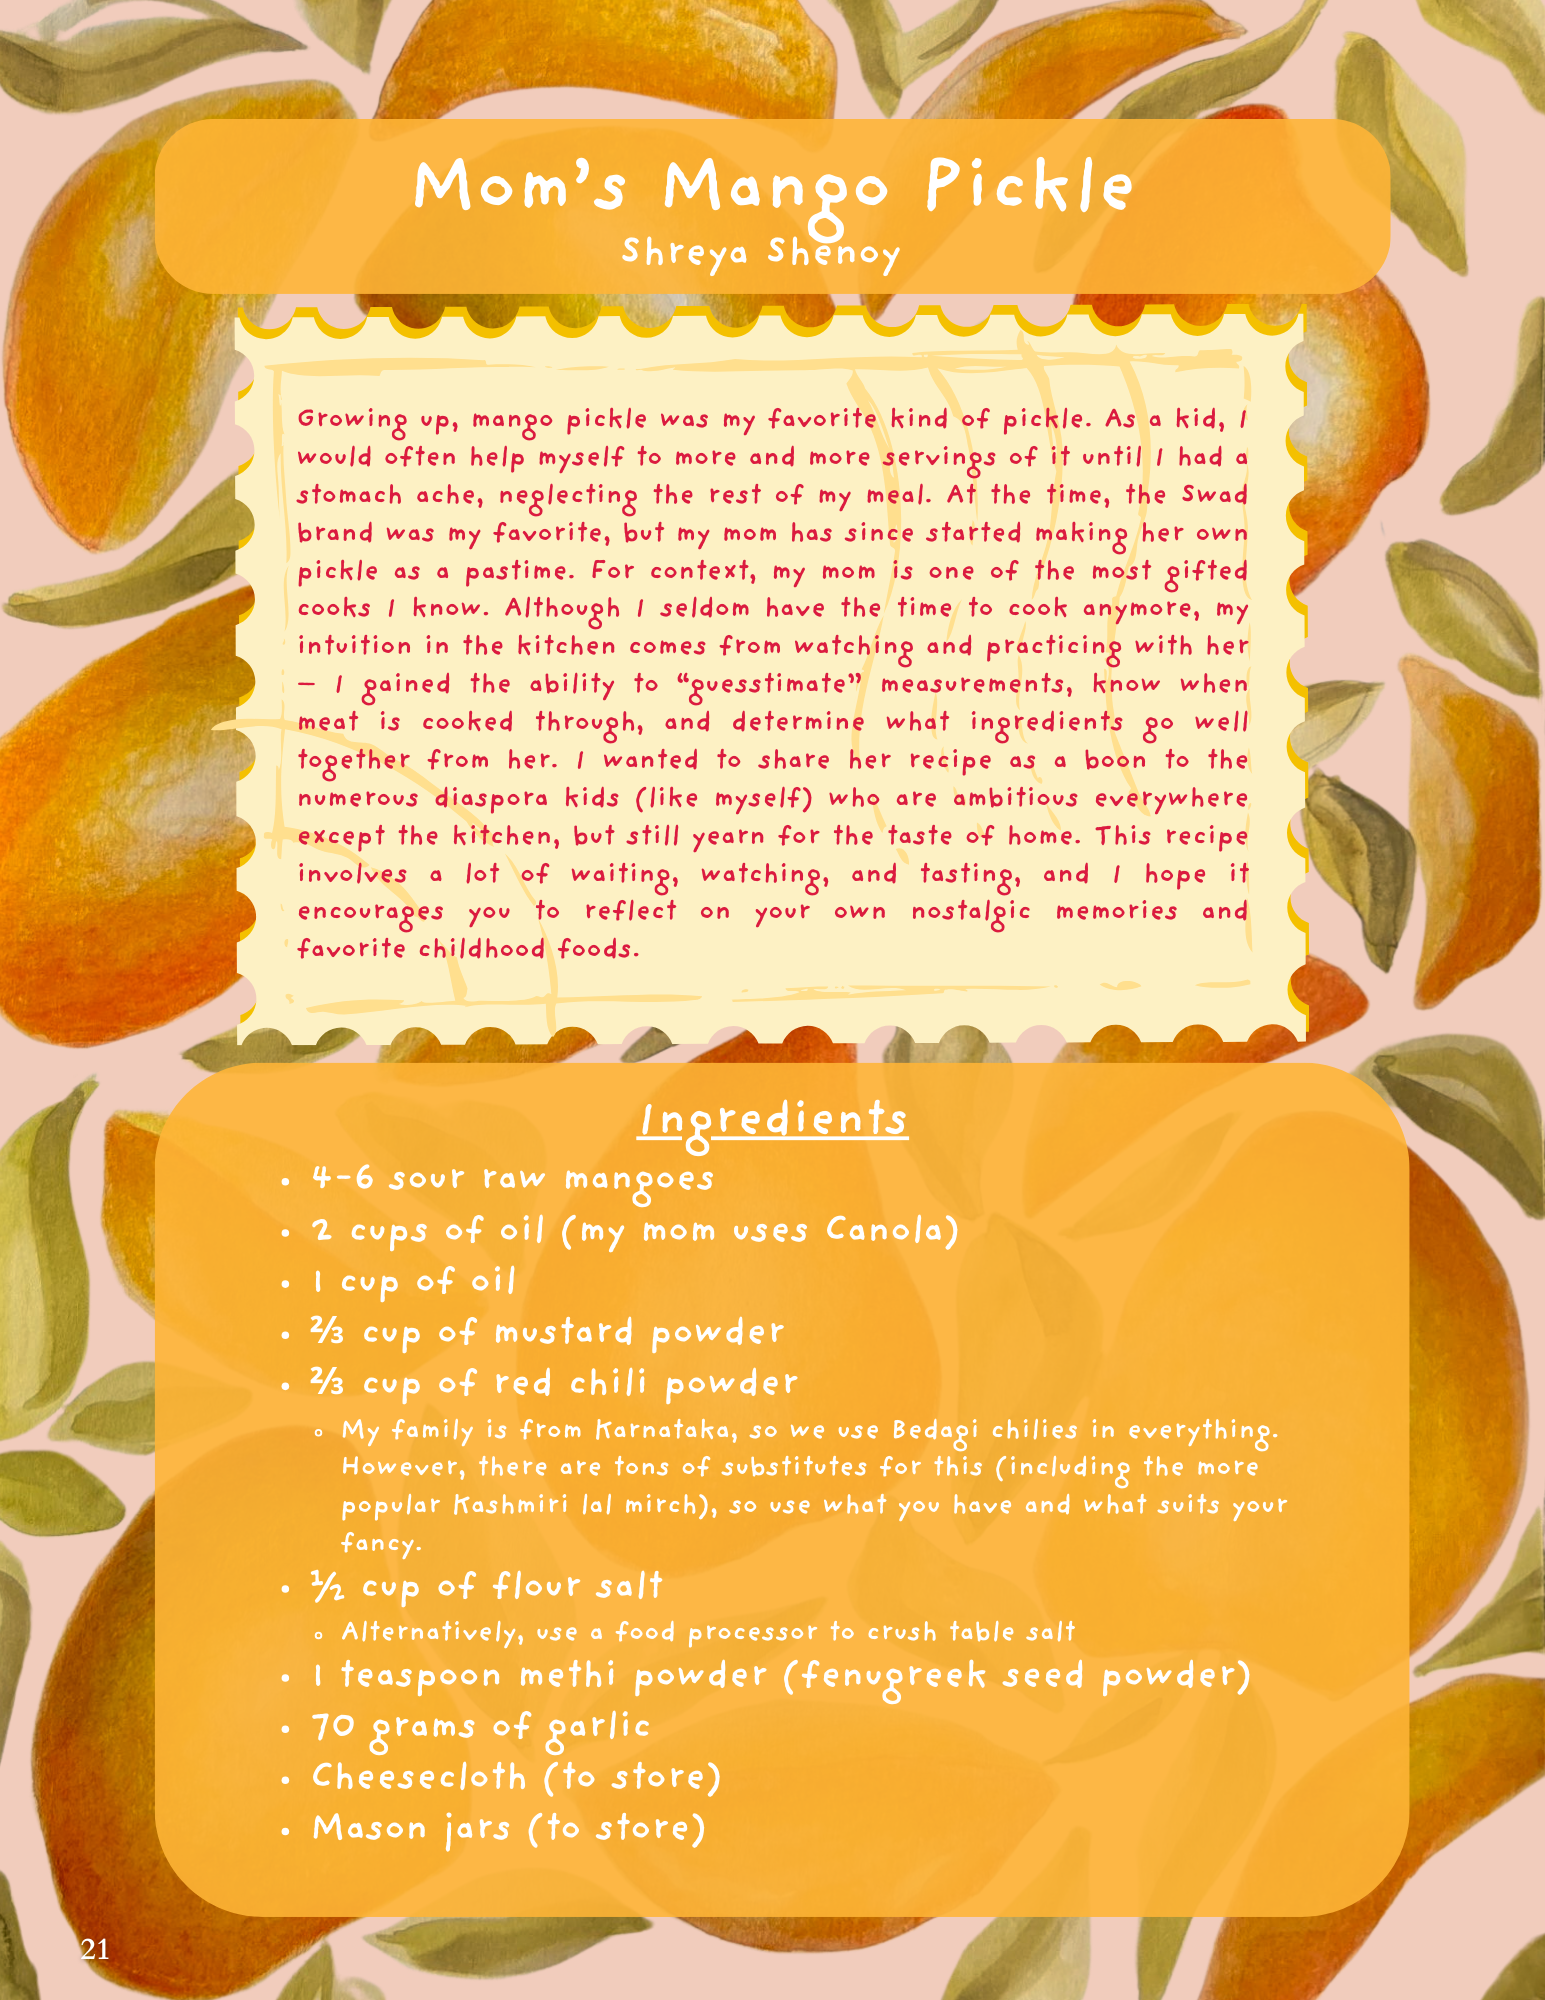 Mom's Mango Pickle
Shreya Shenoy
Growing up, mango pickle was my favorite kind of pickle. As a kid, I
would often help myself to more and more servings of it until I had a
stomach ache, neglecting the rest of my meal. At the time, the Swad
brand was my favorite, but my mom has since started making her own
pickle as a pastime. For context, my mom is one of the most gifted
cooks I know. Although I seldom have the time to cook anymore, my
intuition in the kitchen comes from watching and practicing with her
— I gained the ability to “guesstimate” measurements, know when
meat is cooked through, and determine what ingredients go well
together from her. I wanted to share her recipe as a boon to the
numerous diaspora kids (like myself) who are ambitious everywhere
except the kitchen, but still yearn for the taste of home. This recipe
involves a lot of waiting, watching, and tasting, and I hope it
encourages you to reflect on your own nostalgic memories and
favorite childhood foods.
Ingredients
• 4-6 sour raw mangoes
• 2 cups of oil (my mom uses Canola)
• 1 cup of oil
• ⅔ cup of mustard powder
• ⅔ cup of red chili powder
◦ My family is from Karnataka, so we use Bedagi chilies in everything.
However, there are tons of substitutes for this (including the more
popular Kashmiri lal mirch), so use what you have and what suits your
fancy.
• ½ cup of flour salt
◦ Alternatively, use a food processor to crush table salt
• 1 teaspoon methi powder (fenugreek seed powder)
• 70 grams of garlic
• Cheesecloth (to store)
• Mason jars (to store)
21